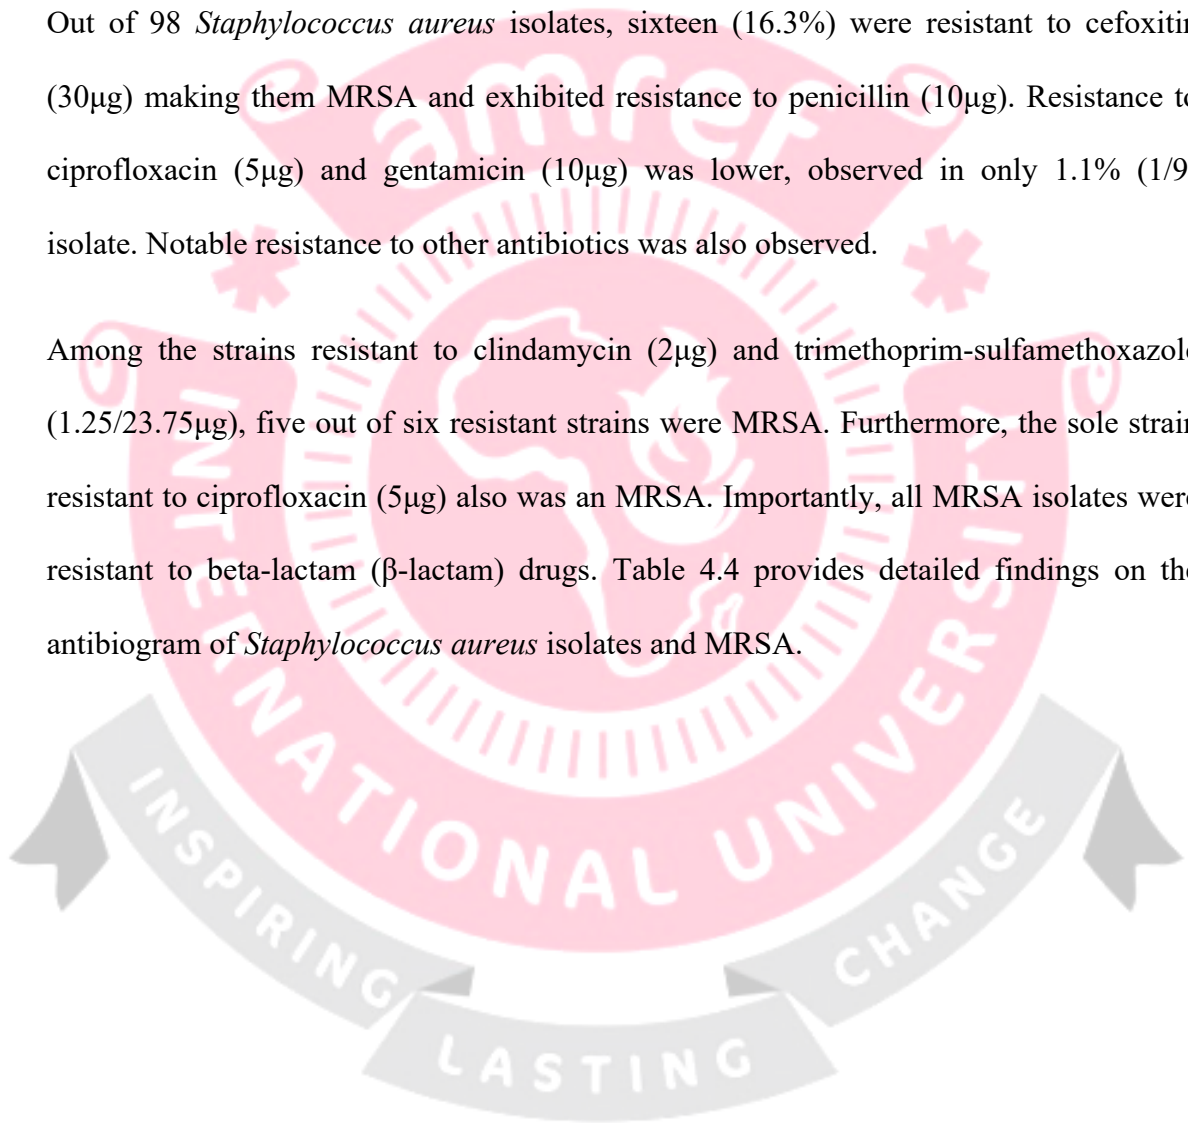 Out of 98 Staphylococcus aureus isolates, sixteen (16.3%) were resistant to cefoxitin
(30μg) making them MRSA and exhibited resistance to penicillin (10μg). Resistance to
ciprofloxacin (5μg) and gentamicin (10μg) was lower, observed in only 1.1% (1/9
isolate. Notable resistance to other antibiotics was also observed.
Among the strains resistant to clindamycin (2μg) and trimethoprim-sulfamethoxazole
(1.25/23.75μg), five out of six resistant strains were MRSA. Furthermore, the sole strain
resistant to ciprofloxacin (5μg) also was an MRSA. Importantly, all MRSA isolates were
resistant to beta-lactam (β-lactam) drugs. Table 4.4 provides detailed findings on the
antibiogram of Staphylococcus aureus isolates and MRSA.
amref
INTERNATIONAL UNIVERSITY
INSPIRING
LASTING
CHANGE